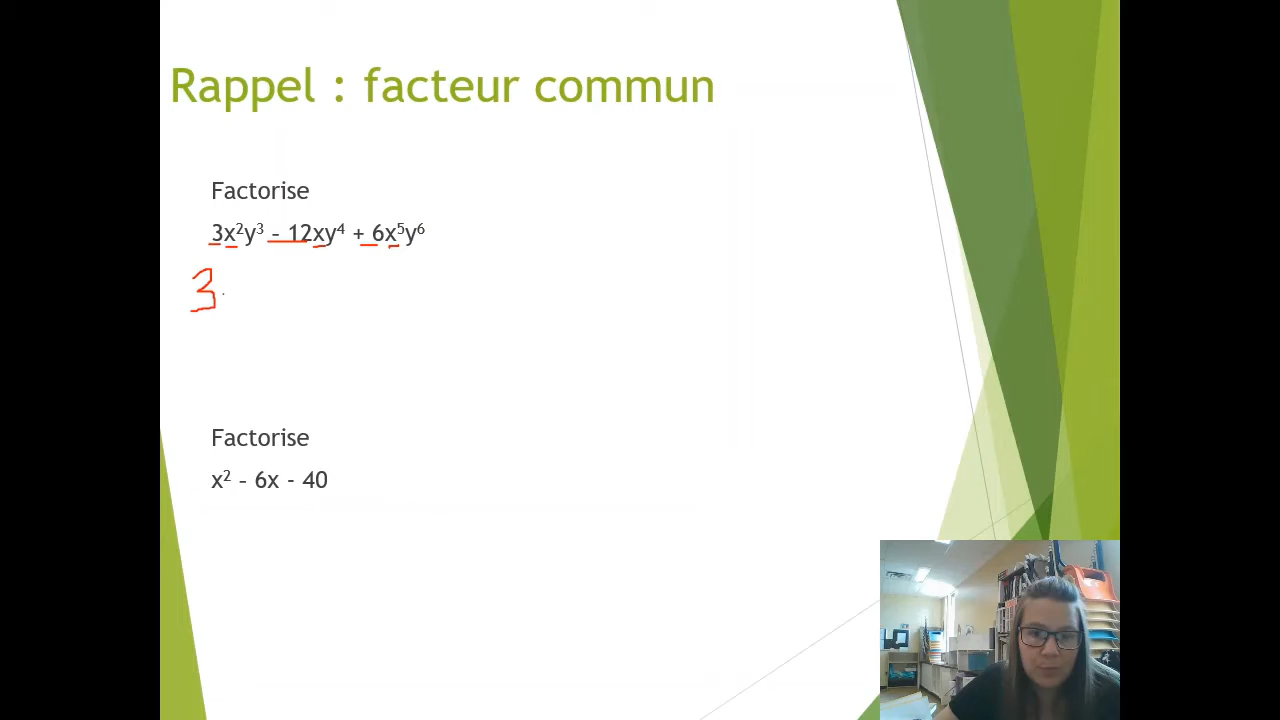 Rappel : facteur commun
Factorise
3x²y³ – 12xy⁴ + 6x⁵y⁶
3
Factorise
x² – 6x - 40